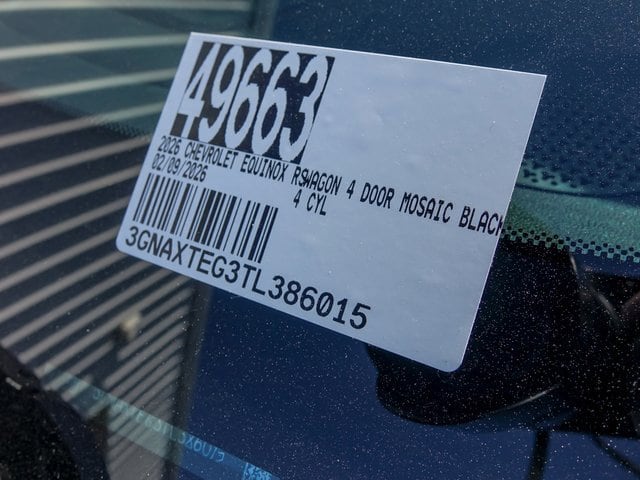 49663
2026 CHEVROLET EQUINOX RSWAGON 4 DOOR MOSAIC BLACK
02/09/2026 4 CYL
3GNAXTEG3TL386015